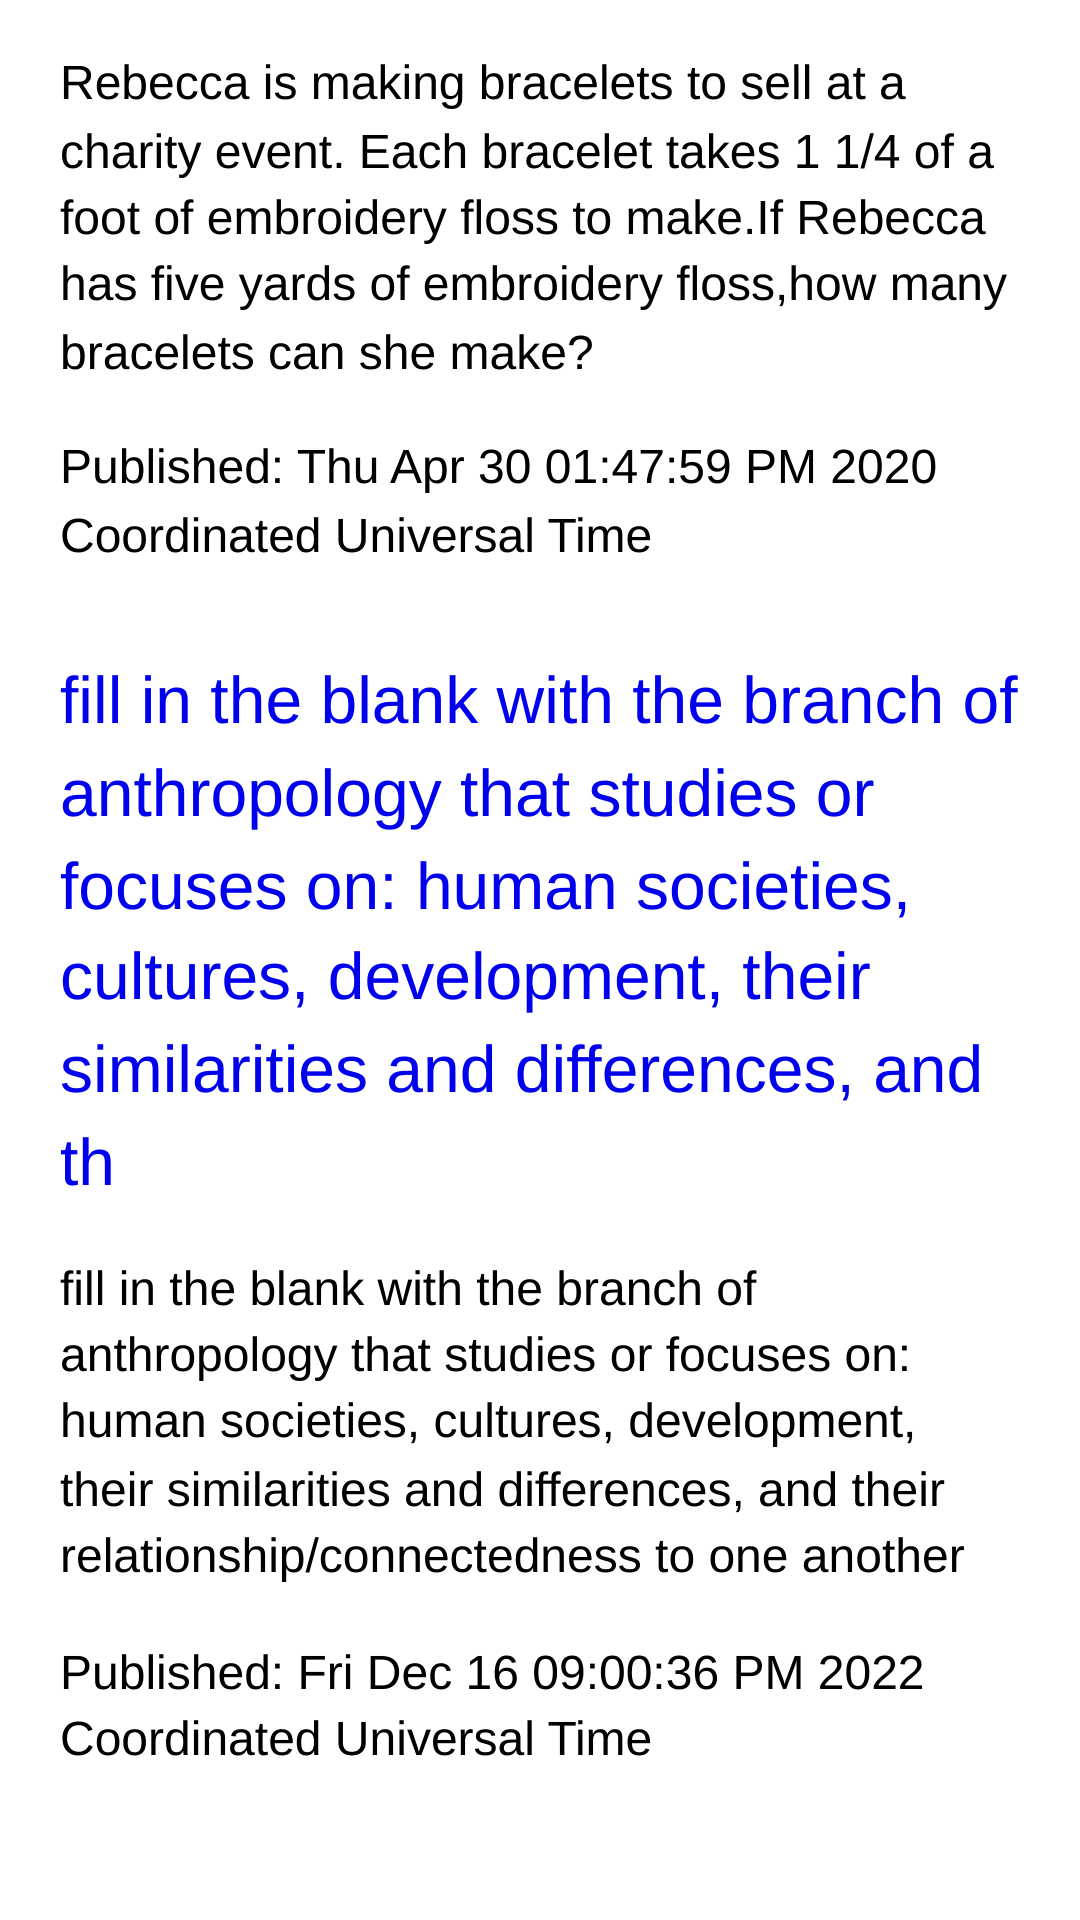 Rebecca is making bracelets to sell at a
charity event. Each bracelet takes 1 1/4 of a
foot of embroidery floss to make.If Rebecca
has five yards of embroidery floss,how many
bracelets can she make?
Published: Thu Apr 30 01:47:59 PM 2020
Coordinated Universal Time
fill in the blank with the branch of
anthropology that studies or
focuses on: human societies,
cultures, development, their
similarities and differences, and
th
fill in the blank with the branch of
anthropology that studies or focuses on:
human societies, cultures, development,
their similarities and differences, and their
relationship/connectedness to one another
Published: Fri Dec 16 09:00:36 PM 2022
Coordinated Universal Time